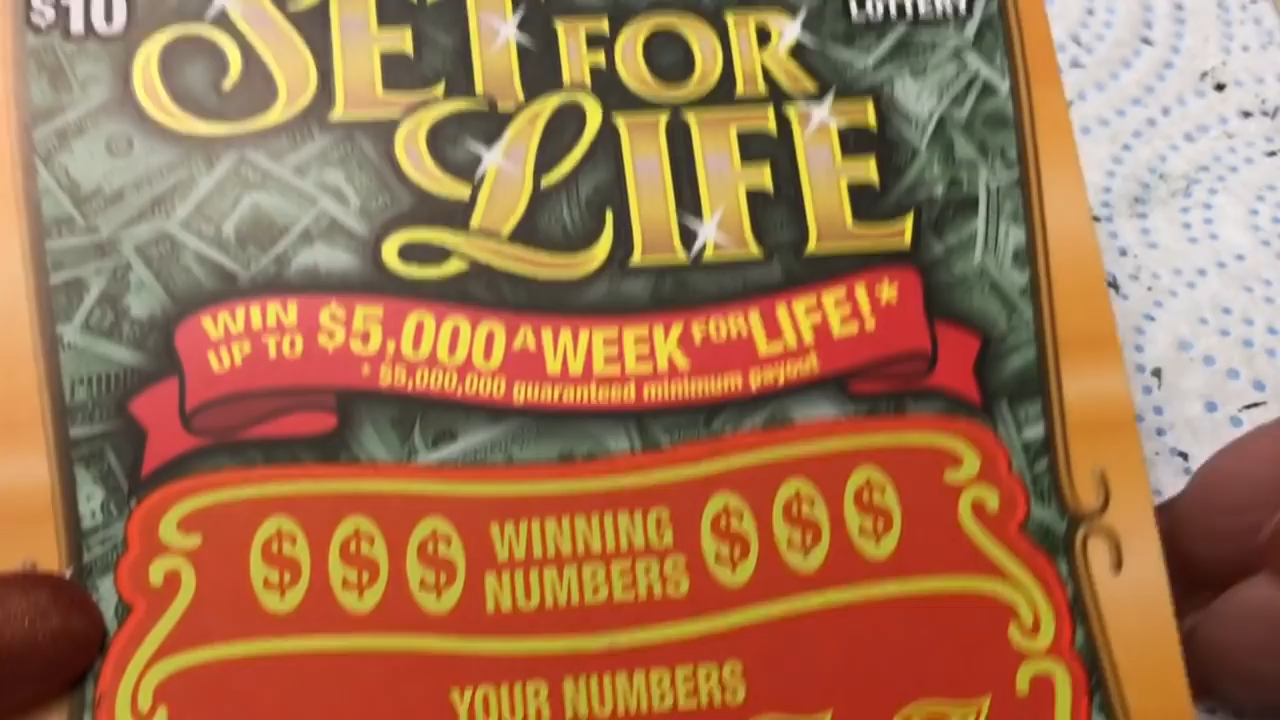 $10
LOTTERY
SET FOR
LIFE
WIN UP TO $5,000 A WEEK FOR LIFE!*
* $5,000,000 guaranteed minimum payout
$ $ $ WINNING NUMBERS $ $ $
YOUR NUMBERS